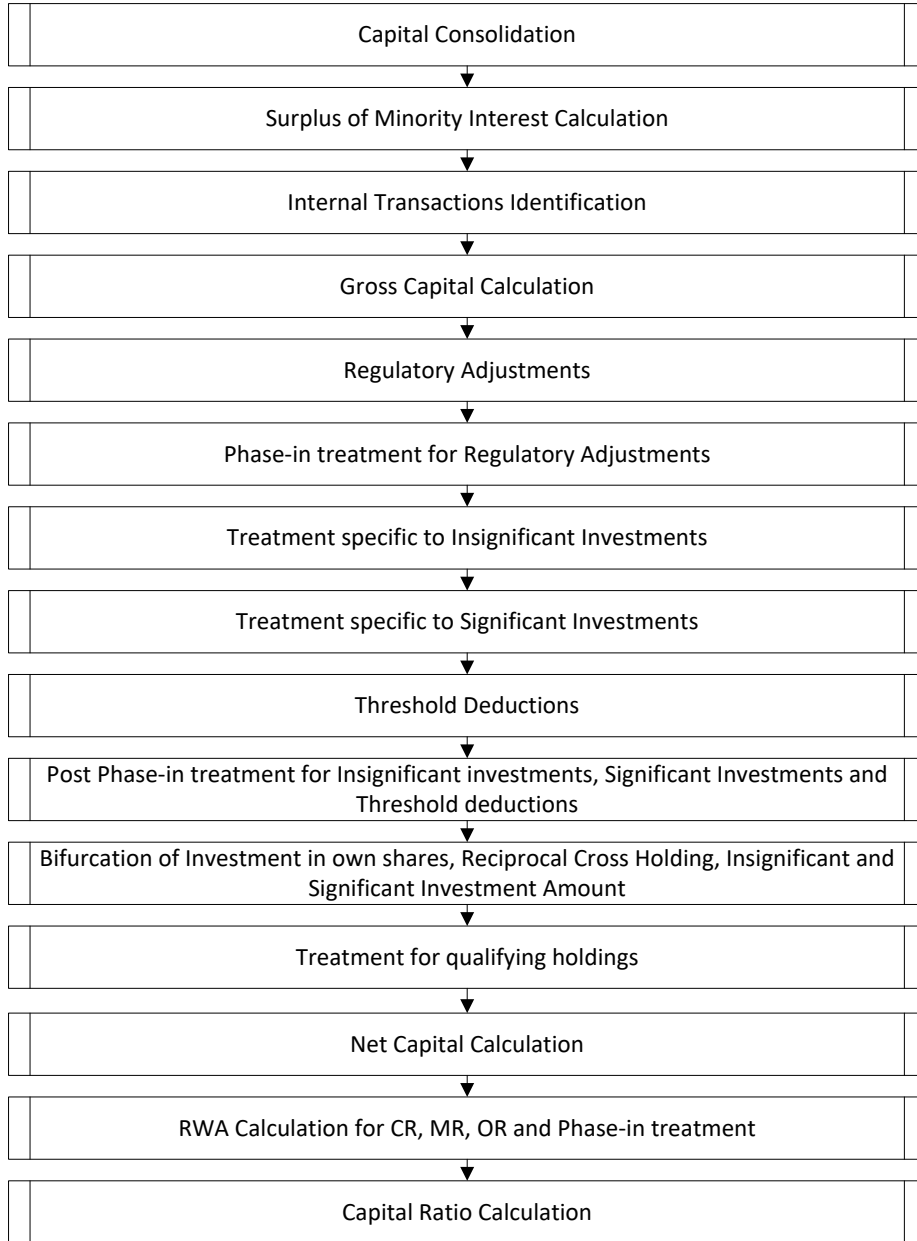 Capital Consolidation
Surplus of Minority Interest Calculation
Internal Transactions Identification
Gross Capital Calculation
Regulatory Adjustments
Phase-in treatment for Regulatory Adjustments
Treatment specific to Insignificant Investments
Treatment specific to Significant Investments
Threshold Deductions
Post Phase-in treatment for Insignificant investments, Significant Investments and
Threshold deductions
Bifurcation of Investment in own shares, Reciprocal Cross Holding, Insignificant and
Significant Investment Amount
Treatment for qualifying holdings
Net Capital Calculation
RWA Calculation for CR, MR, OR and Phase-in treatment
Capital Ratio Calculation